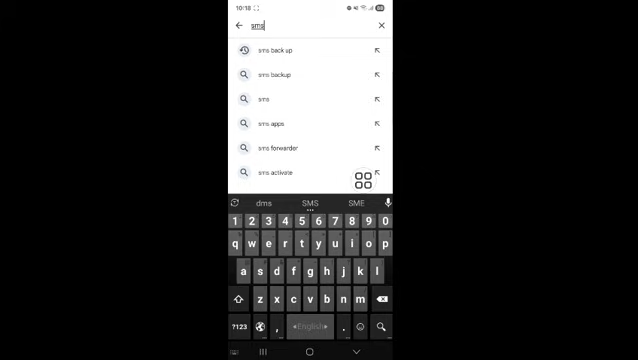 10:18
sms
sms back up
sms backup
sms
sms apps
sms forwarder
sms activate
dms SMS SME
1 2 3 4 5 6 7 8 9 0
q w e r t y u i o p
a s d f g h j k l
z x c v b n m
?123 , English .